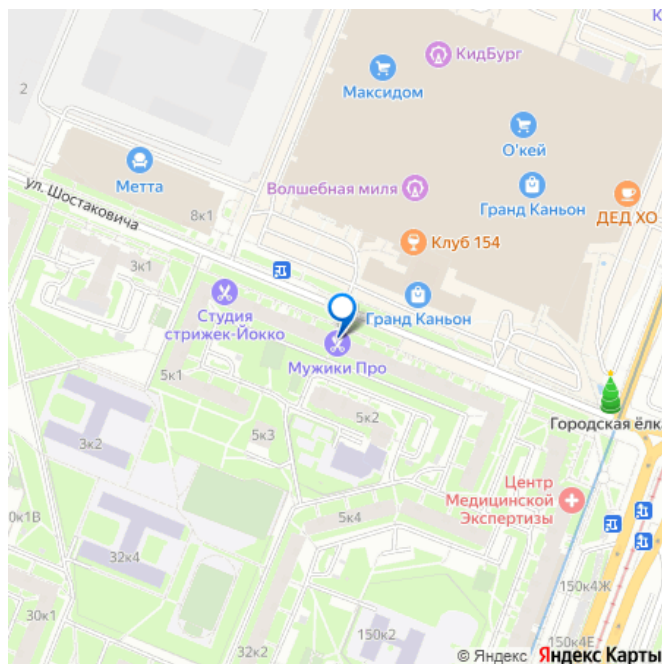 К
КидБург
2
Максидом
О'кей
Метта
Волшебная миля
Гранд Каньон
ДЕД ХО
ул. Шостаковича
8к1
Клуб 154
3к1
Студия
стрижек-Йокко
Гранд Каньон
Мужики Про
5к1
5к2
Городская ёлка
5к3
3к2
Центр
Медицинской
Экспертизы
0к1В
5к4
32к4
150к4Ж
30к1
32к2
150к2
150к4Е
© Яндекс Яндекс Карты